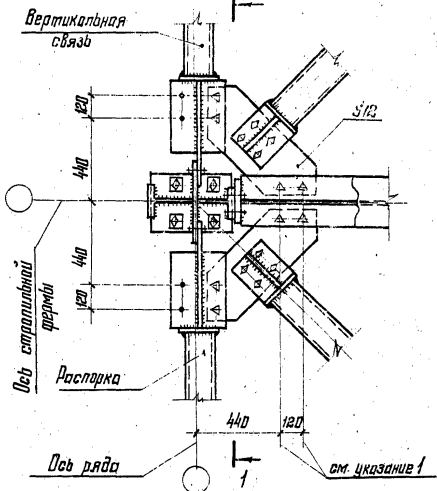 1
Вертикальная
связь
S12
120
440
440
120
Ось стропильной
фермы
Распорка
N
440
120
Ось ряда
1
см. указание 1